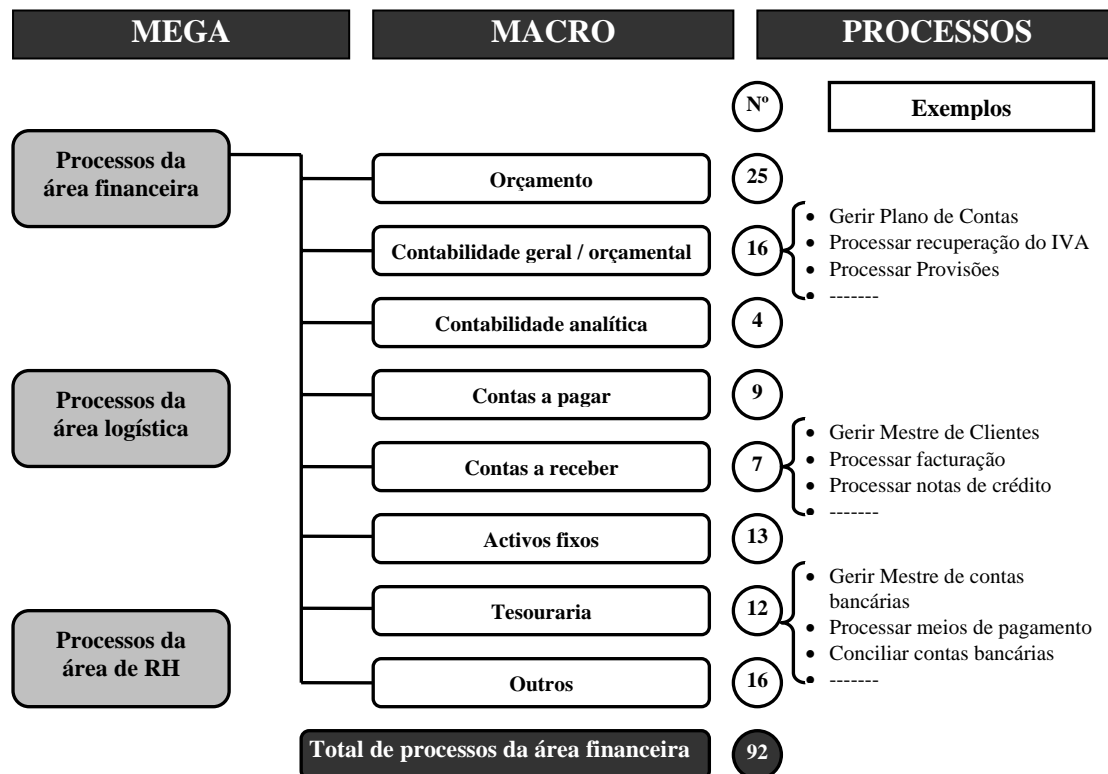 MEGA
MACRO
PROCESSOS
Nº
Exemplos
Processos da
área financeira
Orçamento
25
Contabilidade geral / orçamental
16
• Gerir Plano de Contas
• Processar recuperação do IVA
• Processar Provisões
• -------
Contabilidade analítica
4
Processos da
área logística
Contas a pagar
9
Contas a receber
7
• Gerir Mestre de Clientes
• Processar facturação
• Processar notas de crédito
• -------
Activos fixos
13
Processos da
área de RH
Tesouraria
12
• Gerir Mestre de contas
bancárias
• Processar meios de pagamento
• Conciliar contas bancárias
• -------
Outros
16
Total de processos da área financeira
92